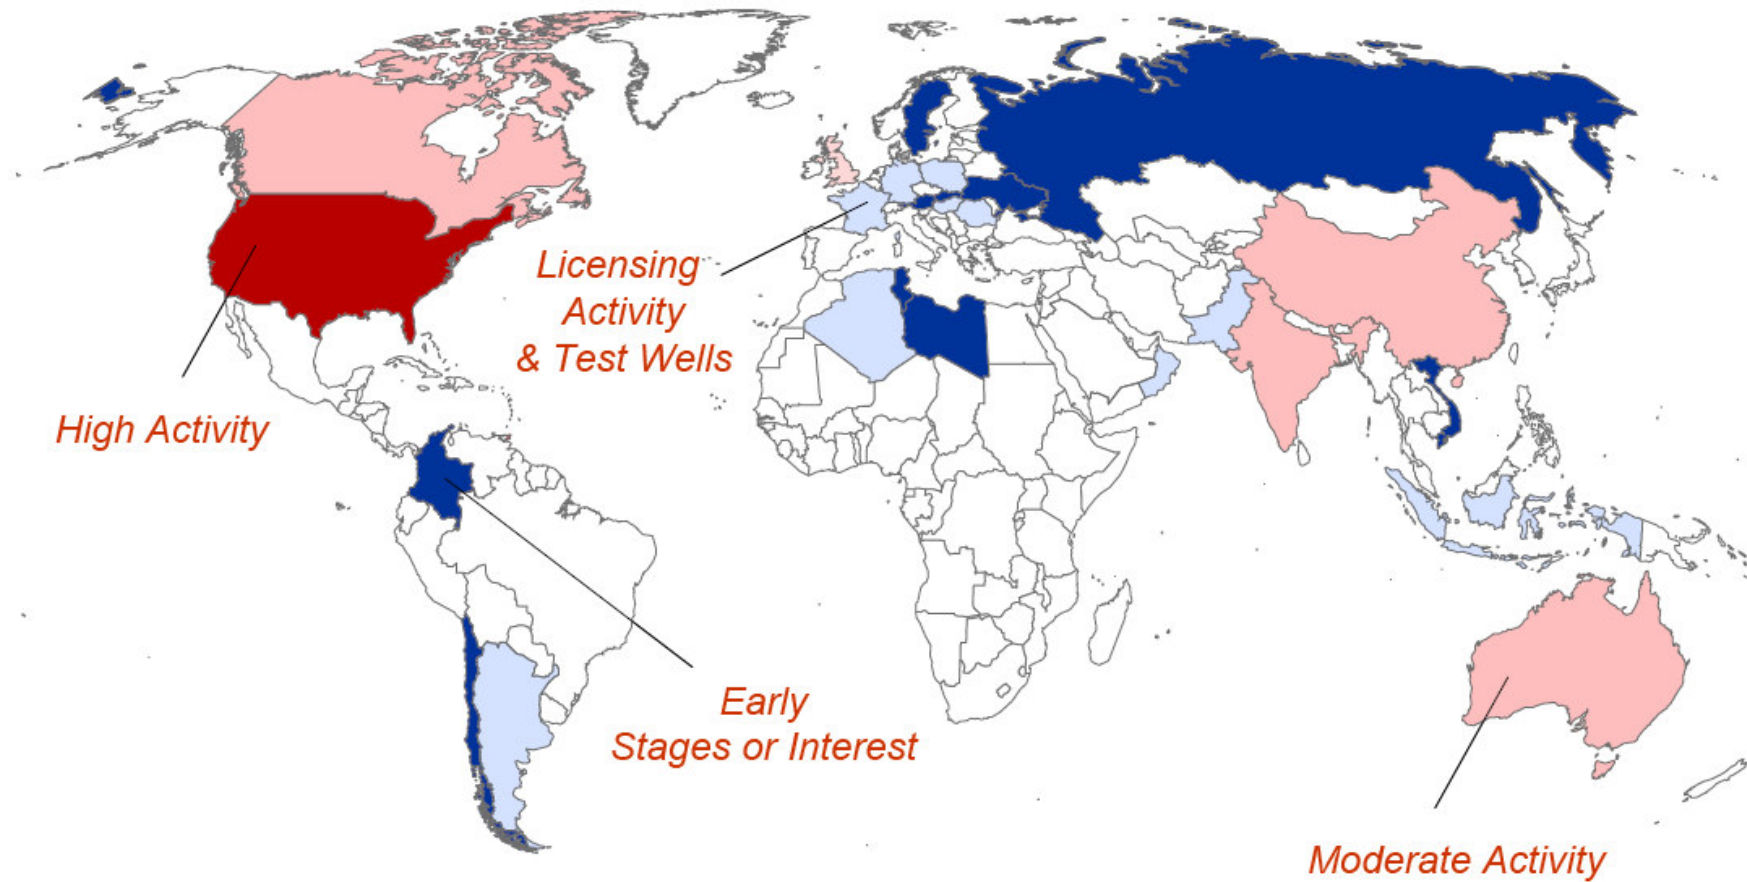 Licensing
Activity
& Test Wells
High Activity
Early
Stages or Interest
Moderate Activity